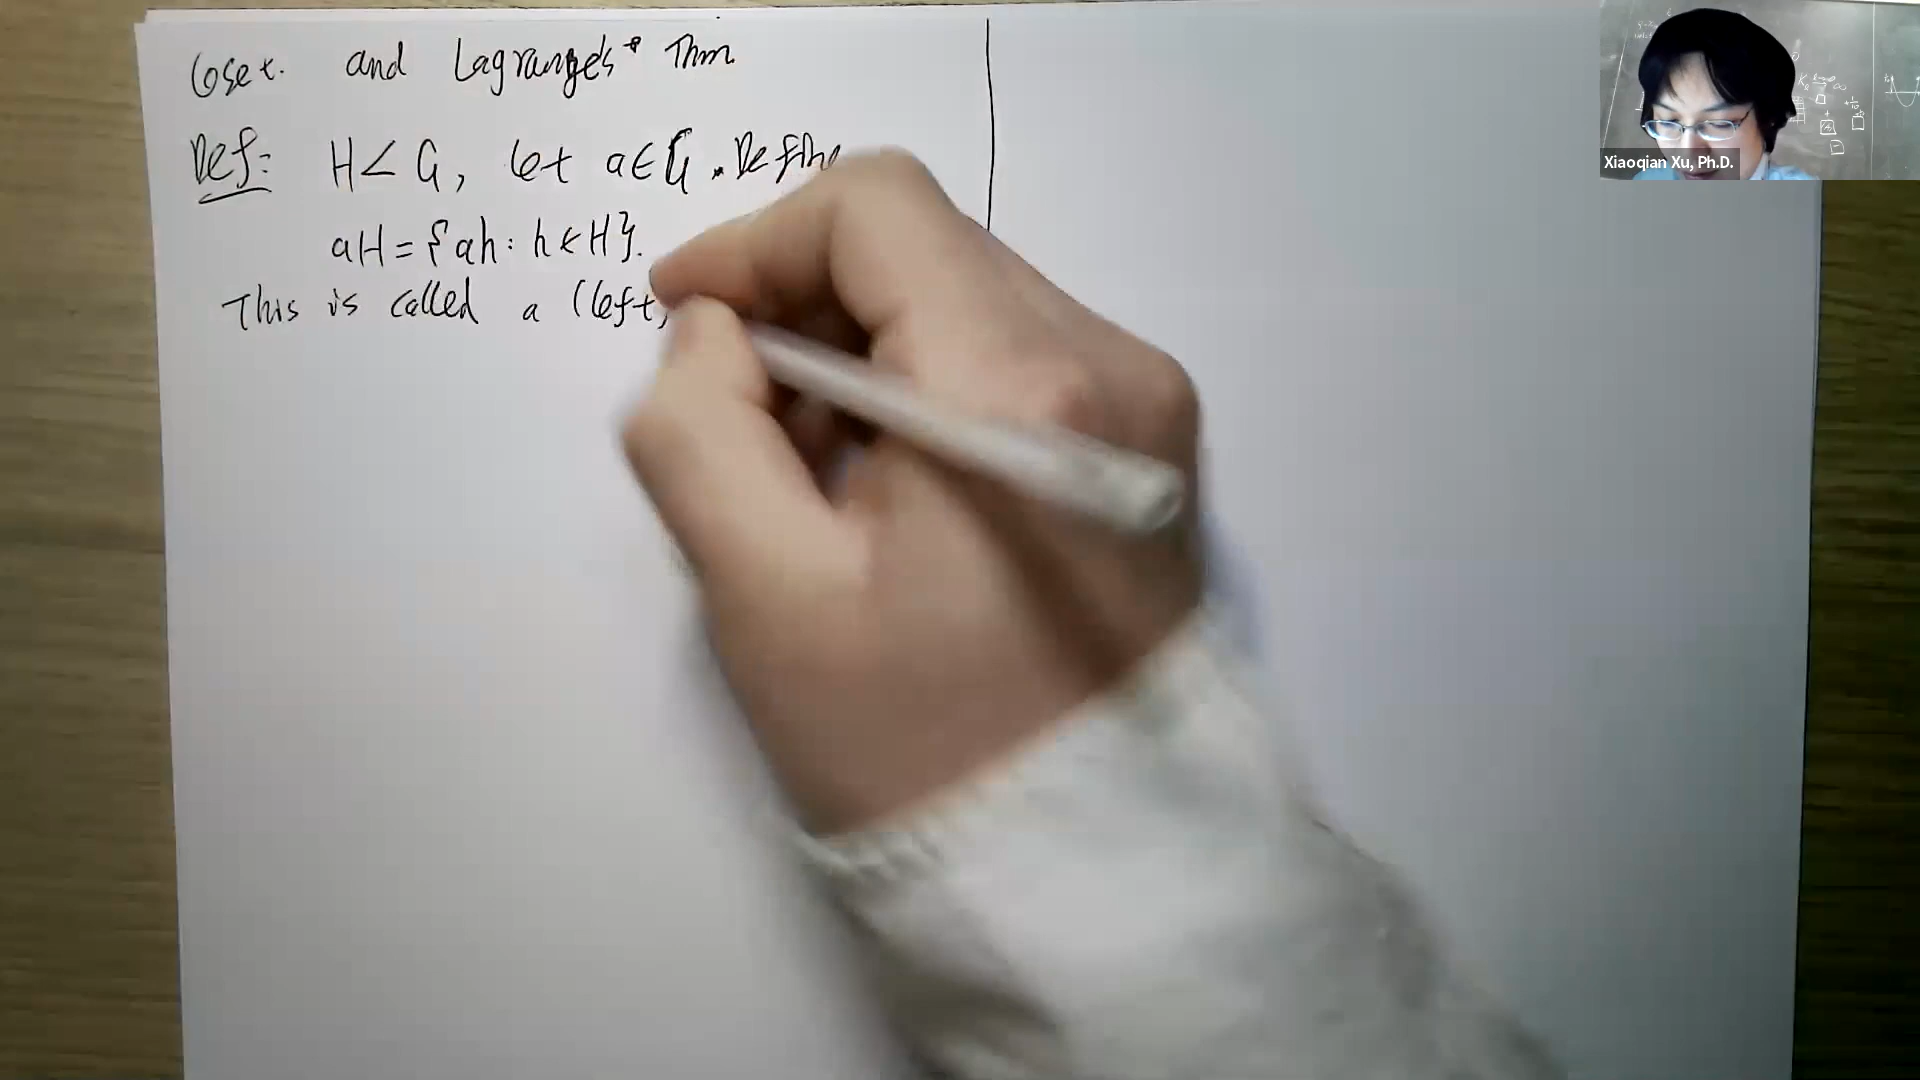 Coset. and Lagrange's Thm
Def: H < G, let a ∈ G. Define
aH = { ah : h ∈ H }.
This is called a (left)
Xiaoqian Xu, Ph.D.